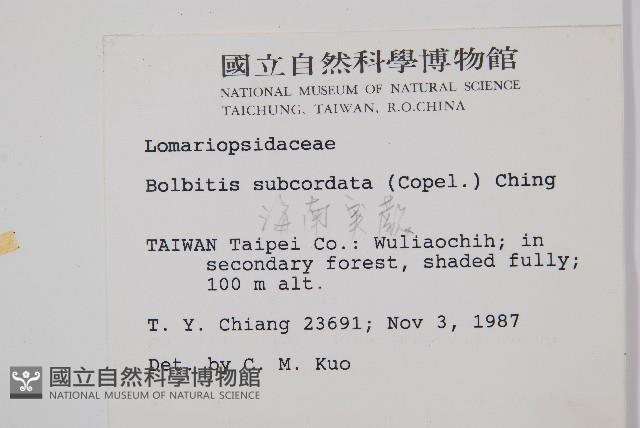 國立自然科學博物館
NATIONAL MUSEUM OF NATURAL SCIENCE
TAICHUNG, TAIWAN, R.O.CHINA
Lomariopsidaceae
Bolbitis subcordata (Copel.) Ching
海南实蕨
TAIWAN Taipei Co.: Wuliaochih; in
secondary forest, shaded fully;
100 m alt.
T. Y. Chiang 23691; Nov 3, 1987
Det. by C. M. Kuo
國立自然科學博物館
NATIONAL MUSEUM OF NATURAL SCIENCE